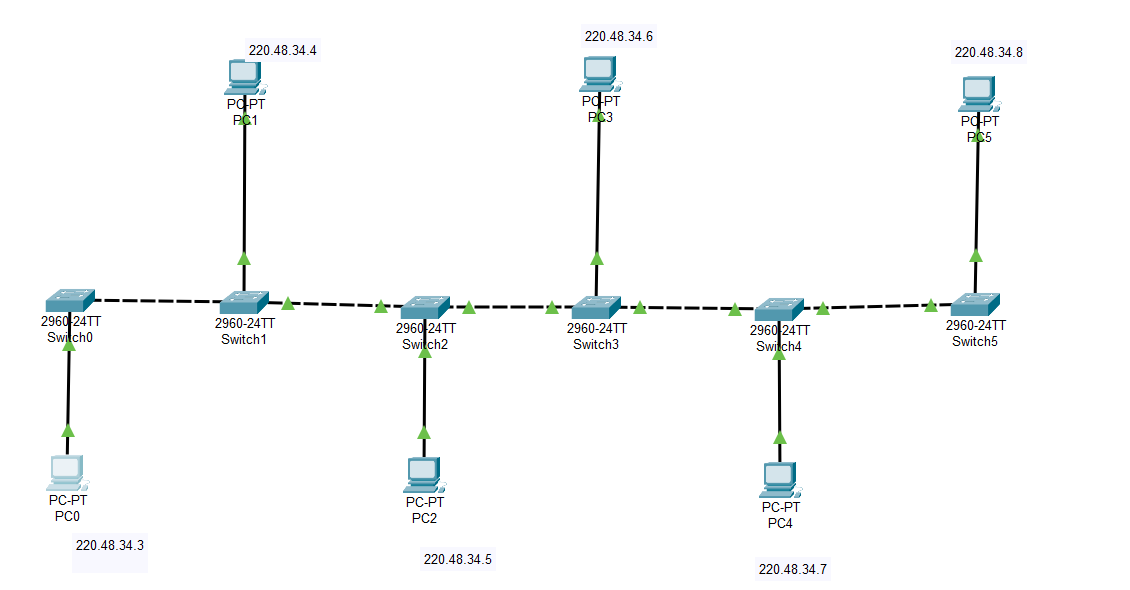 220.48.34.4
PC-PT
PC1
220.48.34.6
PC-PT
PC3
220.48.34.8
PC-PT
PC5
2960-24TT
Switch0
2960-24TT
Switch1
2960-24TT
Switch2
2960-24TT
Switch3
2960-24TT
Switch4
2960-24TT
Switch5
PC-PT
PC0
220.48.34.3
PC-PT
PC2
220.48.34.5
PC-PT
PC4
220.48.34.7